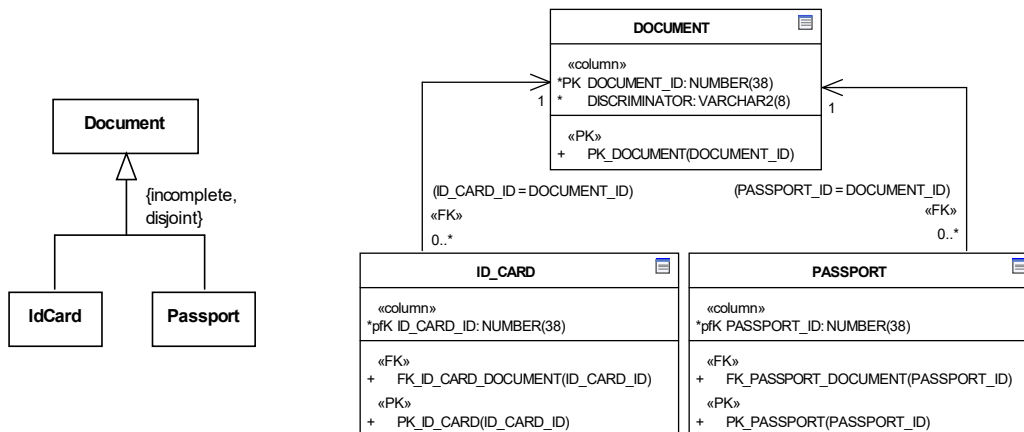 Document
{incomplete,
disjoint}
IdCard
Passport
DOCUMENT
«column»
*PK DOCUMENT_ID: NUMBER(38)
* DISCRIMINATOR: VARCHAR2(8)
«PK»
+ PK_DOCUMENT(DOCUMENT_ID)
1
1
(ID_CARD_ID = DOCUMENT_ID)
«FK»
0..*
(PASSPORT_ID = DOCUMENT_ID)
«FK»
0..*
ID_CARD
«column»
*pfK ID_CARD_ID: NUMBER(38)
«FK»
+ FK_ID_CARD_DOCUMENT(ID_CARD_ID)
«PK»
+ PK_ID_CARD(ID_CARD_ID)
PASSPORT
«column»
*pfK PASSPORT_ID: NUMBER(38)
«FK»
+ FK_PASSPORT_DOCUMENT(PASSPORT_ID)
«PK»
+ PK_PASSPORT(PASSPORT_ID)